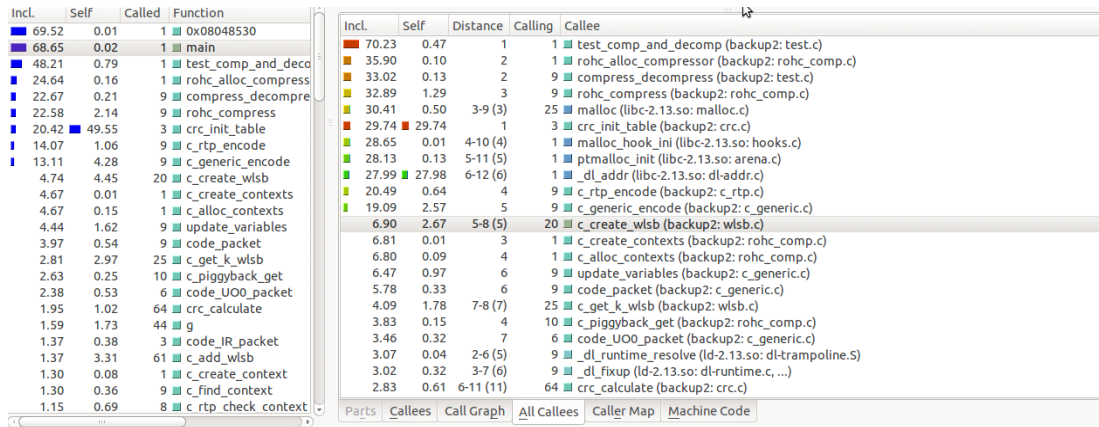 Incl. Self Called Function
69.52 0.01 1 0x08048530
68.65 0.02 1 main
48.21 0.79 1 test_comp_and_deco
24.64 0.16 1 rohc_alloc_compress
22.67 0.21 9 compress_decompre
22.58 2.14 9 rohc_compress
20.42 49.55 3 crc_init_table
14.07 1.06 9 c_rtp_encode
13.11 4.28 9 c_generic_encode
4.74 4.45 20 c_create_wlsb
4.67 0.01 1 c_create_contexts
4.67 0.15 1 c_alloc_contexts
4.44 1.62 9 update_variables
3.97 0.54 9 code_packet
2.81 2.97 25 c_get_k_wlsb
2.63 0.25 10 c_piggyback_get
2.38 0.53 6 code_UO0_packet
1.95 1.02 64 crc_calculate
1.59 1.73 44 g
1.37 0.38 3 code_IR_packet
1.37 3.31 61 c_add_wlsb
1.30 0.08 1 c_create_context
1.30 0.36 9 c_find_context
1.15 0.69 8 c_rtp_check_context
Incl. Self Distance Calling Callee
70.23 0.47 1 1 test_comp_and_decomp (backup2: test.c)
35.90 0.10 2 1 rohc_alloc_compressor (backup2: rohc_comp.c)
33.02 0.13 2 9 compress_decompress (backup2: test.c)
32.89 1.29 3 9 rohc_compress (backup2: rohc_comp.c)
30.41 0.50 3-9 (3) 25 malloc (libc-2.13.so: malloc.c)
29.74 29.74 1 3 crc_init_table (backup2: crc.c)
28.65 0.01 4-10 (4) 1 malloc_hook_ini (libc-2.13.so: hooks.c)
28.13 0.13 5-11 (5) 1 ptmalloc_init (libc-2.13.so: arena.c)
27.99 27.98 6-12 (6) 1 _dl_addr (libc-2.13.so: dl-addr.c)
20.49 0.64 4 9 c_rtp_encode (backup2: c_rtp.c)
19.09 2.57 5 9 c_generic_encode (backup2: c_generic.c)
6.90 2.67 5-8 (5) 20 c_create_wlsb (backup2: wlsb.c)
6.81 0.01 3 1 c_create_contexts (backup2: rohc_comp.c)
6.80 0.09 4 1 c_alloc_contexts (backup2: rohc_comp.c)
6.47 0.97 6 9 update_variables (backup2: c_generic.c)
5.78 0.33 6 9 code_packet (backup2: c_generic.c)
4.09 1.78 7-8 (7) 25 c_get_k_wlsb (backup2: wlsb.c)
3.83 0.15 4 10 c_piggyback_get (backup2: rohc_comp.c)
3.46 0.32 7 6 code_UO0_packet (backup2: c_generic.c)
3.07 0.04 2-6 (5) 9 _dl_runtime_resolve (ld-2.13.so: dl-trampoline.S)
3.02 0.32 3-7 (6) 9 _dl_fixup (ld-2.13.so: dl-runtime.c, ...)
2.83 0.61 6-11 (11) 64 crc_calculate (backup2: crc.c)
Parts Callees Call Graph All Callees Caller Map Machine Code